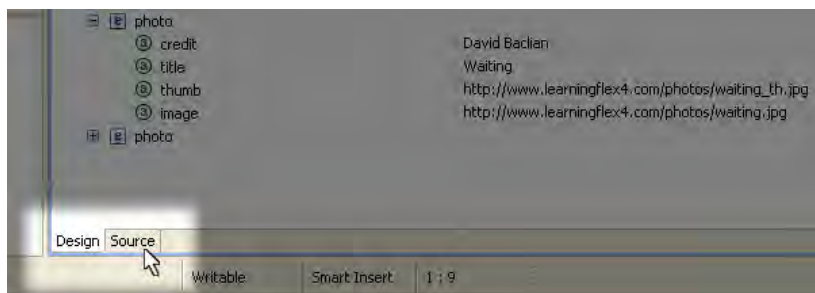 photo
credit David Baclian
title Waiting
thumb http://www.learningflex4.com/photos/waiting_th.jpg
image http://www.learningflex4.com/photos/waiting.jpg
photo
Design Source
Writable Smart Insert 1 : 9